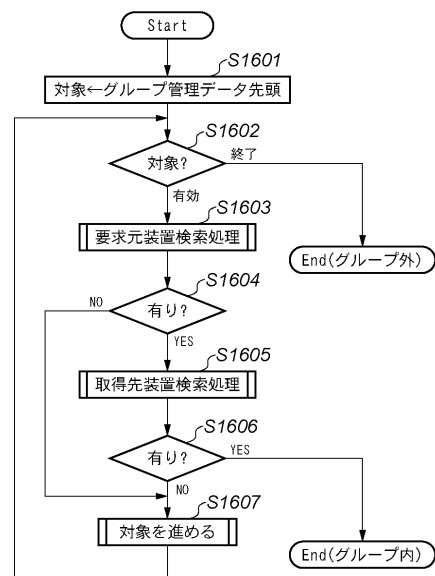 Start
S1601
対象←グループ管理データ先頭
S1602
対象?
終了
有効
S1603
要求元装置検索処理
End(グループ外)
S1604
有り?
NO
YES
S1605
取得先装置検索処理
S1606
有り?
YES
NO
S1607
対象を進める
End(グループ内)